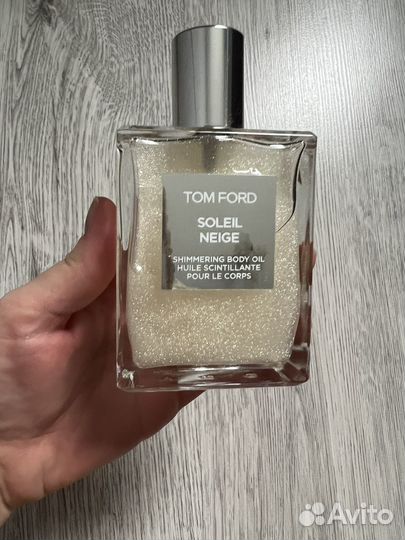 TOM FORD
SOLEIL
NEIGE
SHIMMERING BODY OIL
HUILE SCINTILLANTE
POUR LE CORPS
Avito